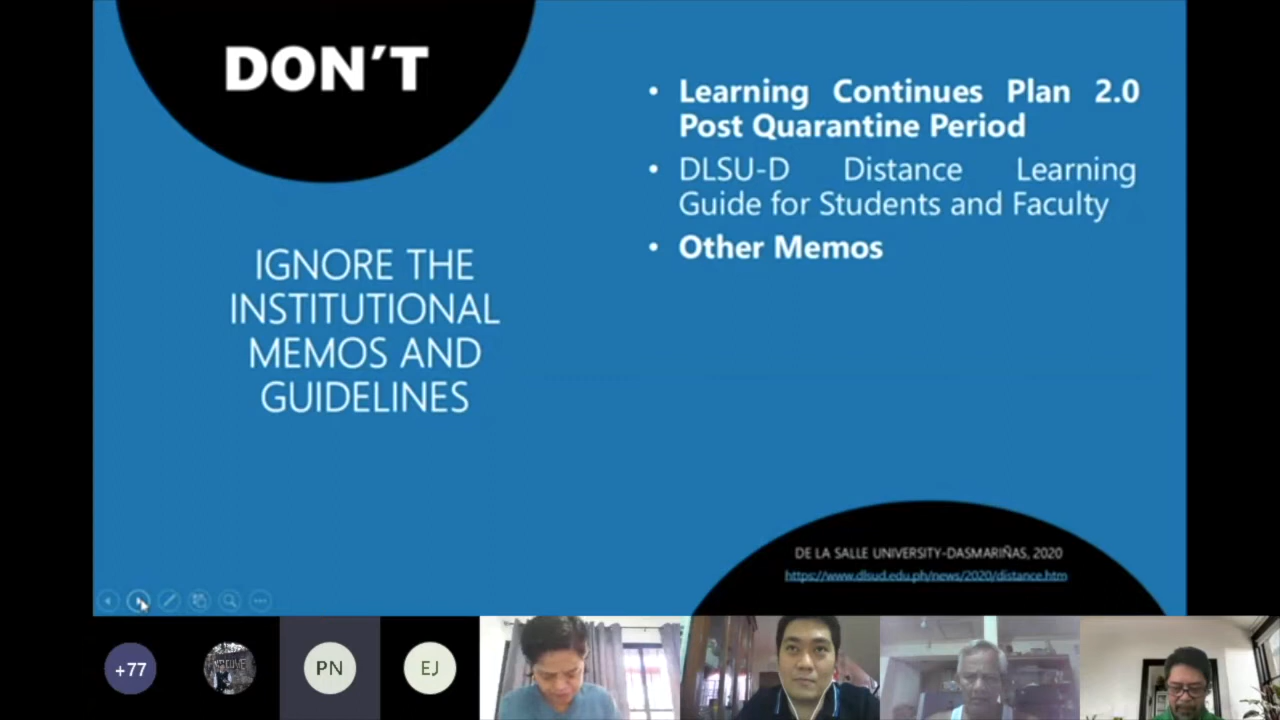 DON'T
IGNORE THE
INSTITUTIONAL
MEMOS AND
GUIDELINES
• Learning Continues Plan 2.0
Post Quarantine Period
• DLSU-D Distance Learning
Guide for Students and Faculty
• Other Memos
DE LA SALLE UNIVERSITY-DASMARIÑAS, 2020
https://www.dlsud.edu.ph/news/2020/distance.htm
+77
PN
EJ